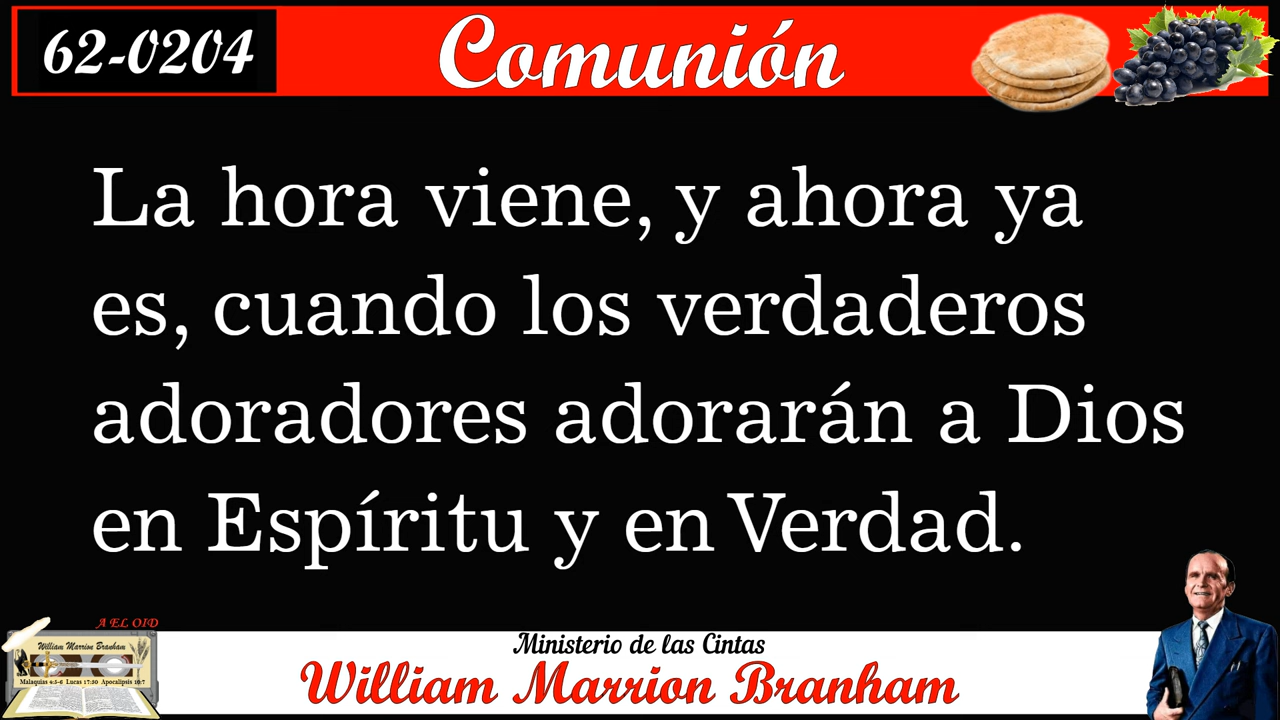 62-0204
Comunión
La hora viene, y ahora ya
es, cuando los verdaderos
adoradores adorarán a Dios
en Espíritu y en Verdad.
A EL OID
William Marrion Branham
Malaquías 4:5-6 Lucas 17:30 Apocalipsis 10:7
Ministerio de las Cintas
William Marrion Branham